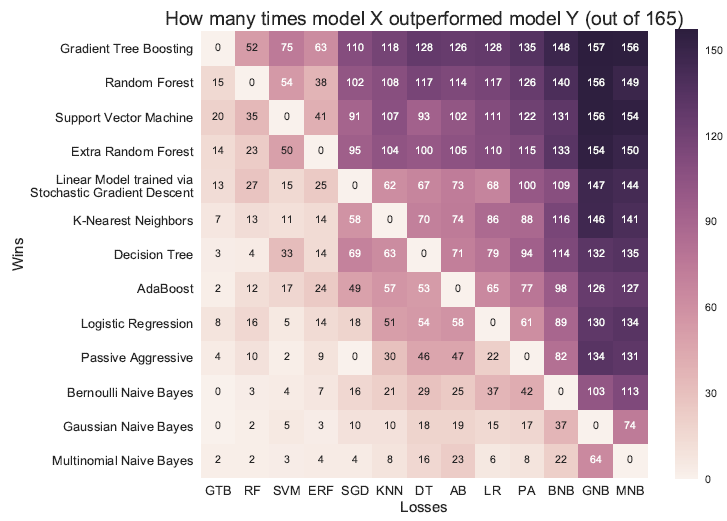 How many times model X outperformed model Y (out of 165)
Gradient Tree Boosting 0 52 75 63 110 118 128 126 128 135 148 157 156
Random Forest 15 0 54 38 102 108 117 114 117 126 140 156 149
Support Vector Machine 20 35 0 41 91 107 93 102 111 122 131 156 154
Extra Random Forest 14 23 50 0 95 104 100 105 110 115 133 154 150
Linear Model trained via
Stochastic Gradient Descent 13 27 15 25 0 62 67 73 68 100 109 147 144
K-Nearest Neighbors 7 13 11 14 58 0 70 74 86 88 116 146 141
Decision Tree 3 4 33 14 69 63 0 71 79 94 114 132 135
AdaBoost 2 12 17 24 49 57 53 0 65 77 98 126 127
Logistic Regression 8 16 5 14 18 51 54 58 0 61 89 130 134
Passive Aggressive 4 10 2 9 0 30 46 47 22 0 82 134 131
Bernoulli Naive Bayes 0 3 4 7 16 21 29 25 37 42 0 103 113
Gaussian Naive Bayes 0 2 5 3 10 10 18 19 15 17 37 0 74
Multinomial Naive Bayes 2 2 3 4 4 8 16 23 6 8 22 64 0
GTB RF SVM ERF SGD KNN DT AB LR PA BNB GNB MNB
Losses
Wins
150
120
90
60
30
0